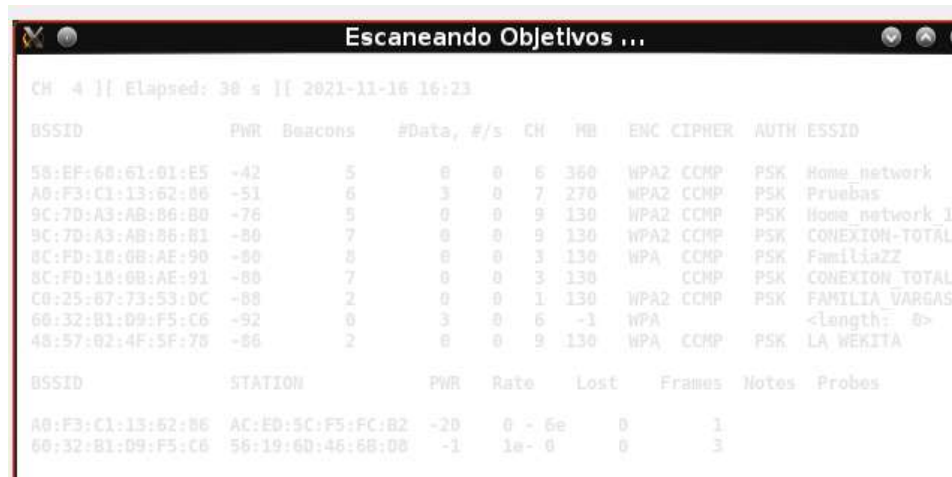 Escaneando Objetivos ...
CH 4 ][ Elapsed: 30 s ][ 2021-11-16 16:23
BSSID PWR Beacons #Data, #/s CH MB ENC CIPHER AUTH ESSID
58:EF:68:61:01:E5 -42 5 0 0 6 360 WPA2 CCMP PSK Home_network
A0:F3:C1:13:62:86 -51 6 3 0 7 270 WPA2 CCMP PSK Pruebas
9C:7D:A3:AB:86:B0 -76 5 0 0 9 130 WPA2 CCMP PSK Home_network_
9C:7D:A3:AB:86:B1 -80 7 0 0 9 130 WPA2 CCMP PSK CONEXION-TOTAL
8C:FD:18:0B:AE:90 -80 8 0 0 3 130 WPA CCMP PSK FamiliaZZ
8C:FD:18:0B:AE:91 -80 7 0 0 3 130 CCMP PSK CONEXION_TOTAL
C0:25:67:73:53:DC -88 2 0 0 1 130 WPA2 CCMP PSK FAMILIA_VARGAS
60:32:B1:D9:F5:C6 -92 0 3 0 6 -1 WPA <length: 0>
48:57:02:4F:5F:78 -86 2 0 0 9 130 WPA CCMP PSK LA WEKITA
BSSID STATION PWR Rate Lost Frames Notes Probes
A0:F3:C1:13:62:86 AC:ED:5C:F5:FC:B2 -20 0 - 6e 0 1
60:32:B1:D9:F5:C6 56:19:6D:46:6B:D8 -1 1e- 0 0 3